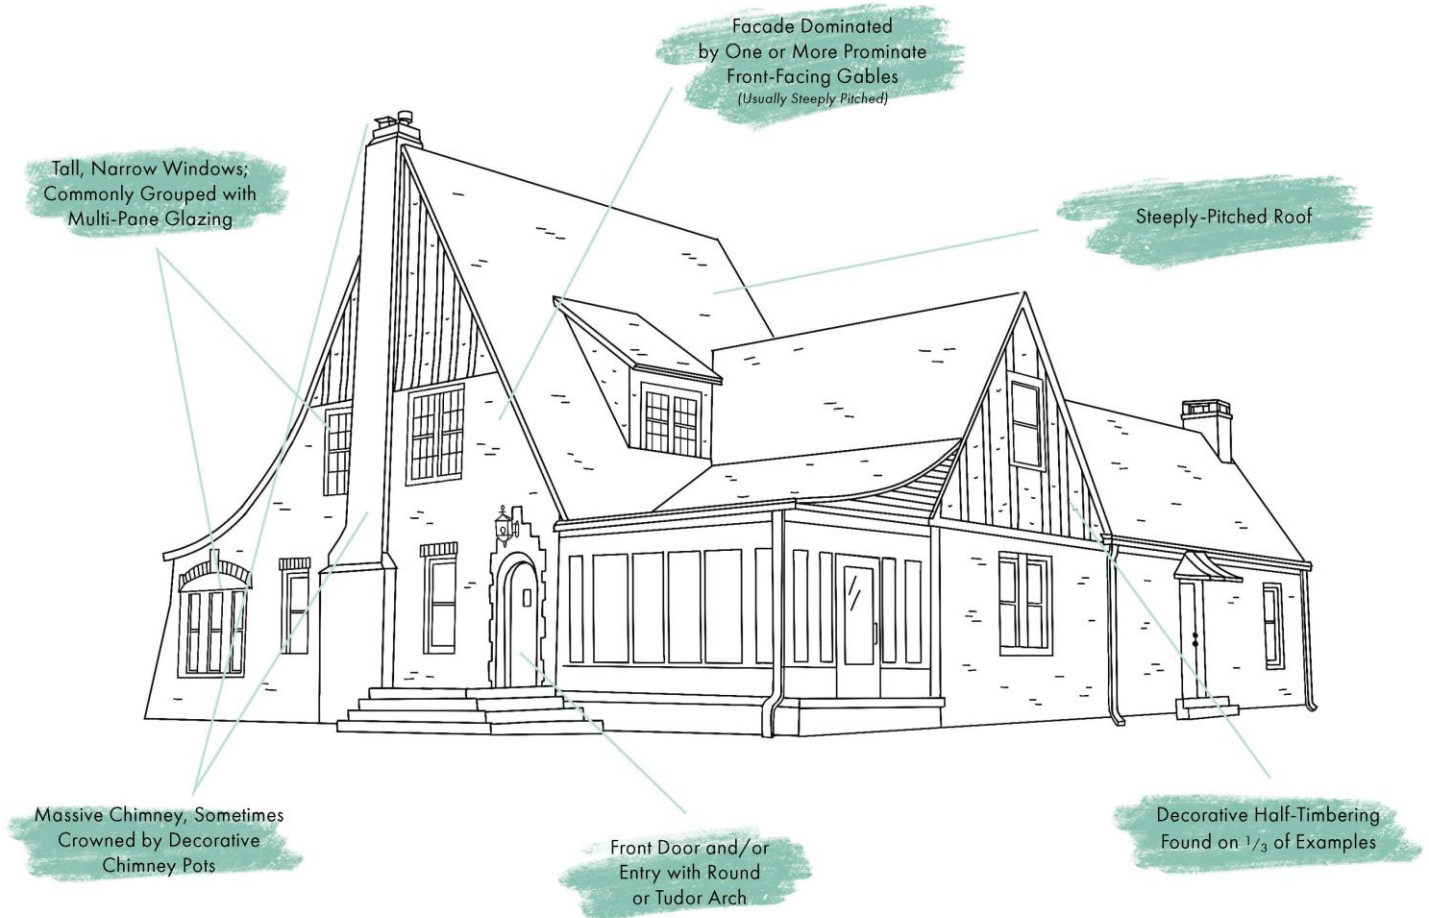 Facade Dominated
by One or More Prominate
Front-Facing Gables
(Usually Steeply Pitched)
Tall, Narrow Windows;
Commonly Grouped with
Multi-Pane Glazing
Steeply-Pitched Roof
Massive Chimney, Sometimes
Crowned by Decorative
Chimney Pots
Front Door and/or
Entry with Round
or Tudor Arch
Decorative Half-Timbering
Found on 1/3 of Examples